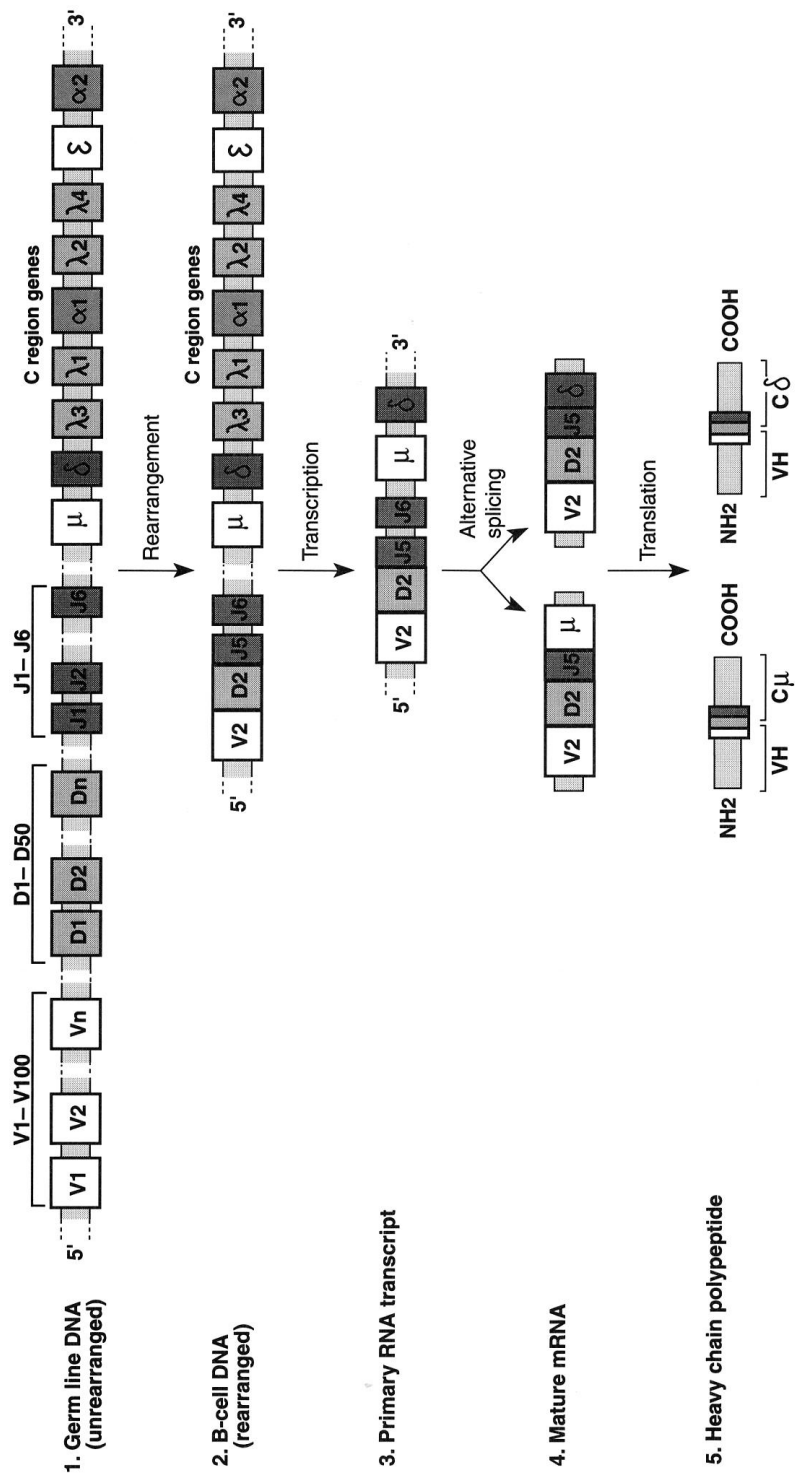 V1– V100
D1– D50
J1– J6
C region genes
1. Germ line DNA
(unrearranged)
5'
V1
V2
Vn
D1
D2
Dn
J1
J2
J6
μ
δ
λ3
λ1
α1
λ2
λ4
ε
α2
3'
Rearrangement
C region genes
2. B-cell DNA
(rearranged)
5'
V2
D2
J5
J6
μ
δ
λ3
λ1
α1
λ2
λ4
ε
α2
3'
Transcription
3. Primary RNA transcript
5'
V2
D2
J5
J6
μ
δ
3'
Alternative
splicing
4. Mature mRNA
V2
D2
J5
μ
V2
D2
J5
δ
Translation
5. Heavy chain polypeptide
NH2
COOH
VH
Cμ
NH2
COOH
VH
Cδ